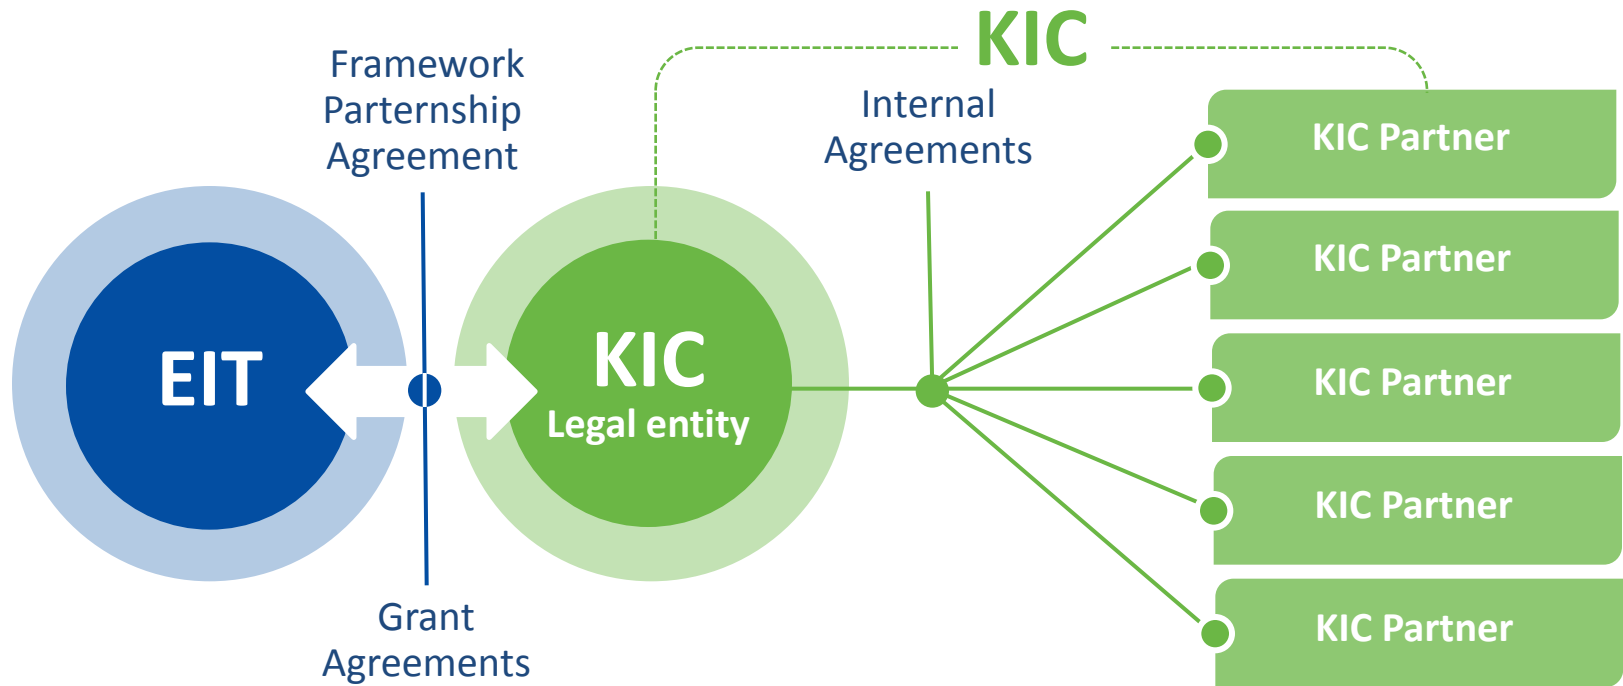 KIC
Framework
Parternship
Agreement
Internal
Agreements
EIT
KIC
Legal entity
KIC Partner
KIC Partner
KIC Partner
KIC Partner
KIC Partner
Grant
Agreements